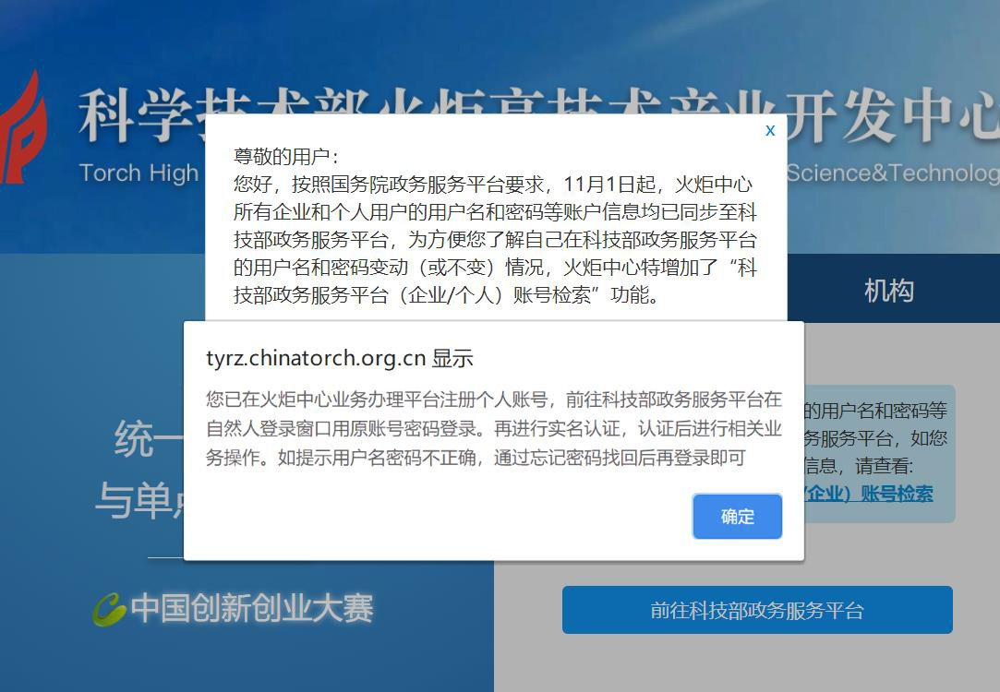 科学技术部火炬高技术产业开发中心
Torch High
Science&Technolog
x
尊敬的用户：
您好，按照国务院政务服务平台要求，11月1日起，火炬中心
所有企业和个人用户的用户名和密码等账户信息均已同步至科
技部政务服务平台，为方便您了解自己在科技部政务服务平台
的用户名和密码变动（或不变）情况，火炬中心特增加了“科
技部政务服务平台（企业/个人）账号检索”功能。
机构
tyrz.chinatorch.org.cn 显示
您已在火炬中心业务办理平台注册个人账号，前往科技部政务服务平台在
自然人登录窗口用原账号密码登录。再进行实名认证，认证后进行相关业
务操作。如提示用户名密码不正确，通过忘记密码找回后再登录即可
确定
统一
与单点
的用户名和密码等
务服务平台，如您
信息，请查看:
/企业）账号检索
中国创新创业大赛
前往科技部政务服务平台